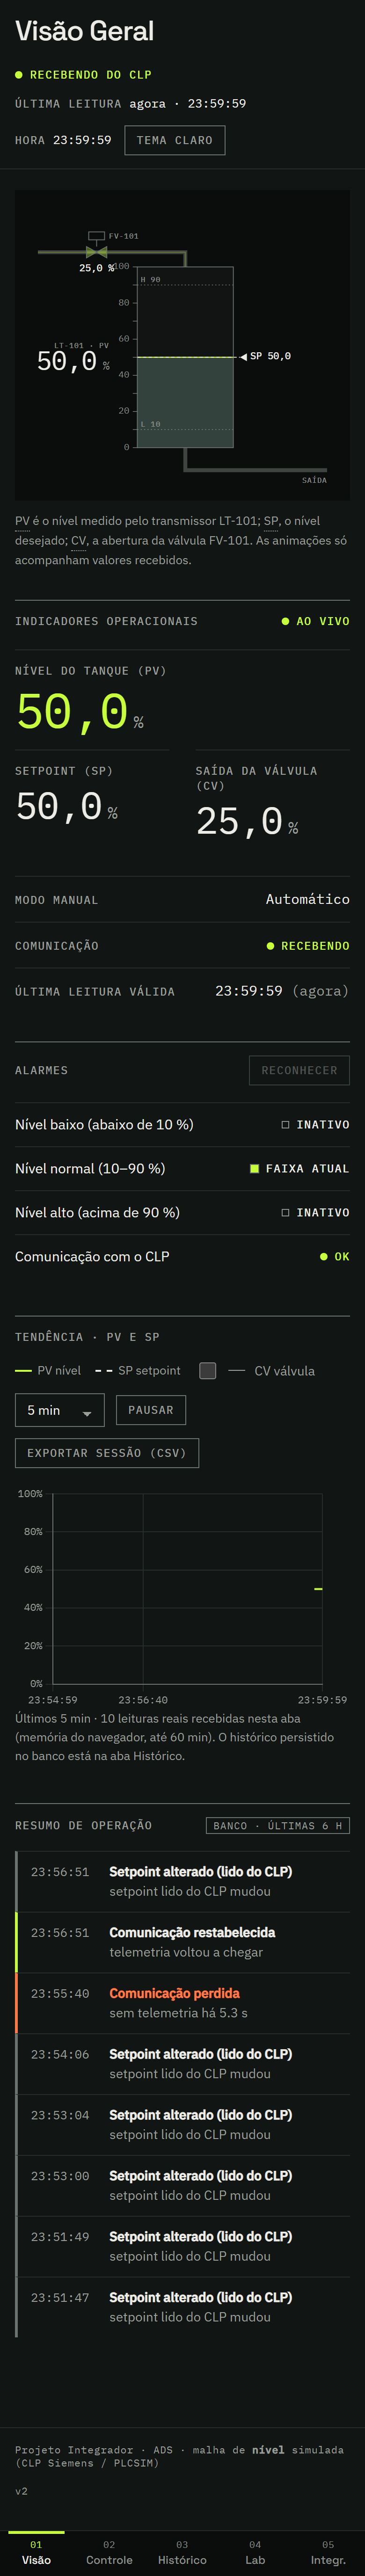 Visão Geral
RECEBENDO DO CLP
ÚLTIMA LEITURA agora · 23:59:59
HORA 23:59:59 TEMA CLARO
FV-101
25,0 %
100
H 90
80
60
LT-101 · PV
50,0 %
SP 50,0
40
20
L 10
0
SAÍDA
PV é o nível medido pelo transmissor LT-101; SP, o nível
desejado; CV, a abertura da válvula FV-101. As animações só
acompanham valores recebidos.
INDICADORES OPERACIONAIS AO VIVO
NÍVEL DO TANQUE (PV)
50,0 %
SETPOINT (SP)
50,0 %
SAÍDA DA VÁLVULA
(CV)
25,0 %
MODO MANUAL Automático
COMUNICAÇÃO RECEBENDO
ÚLTIMA LEITURA VÁLIDA 23:59:59 (agora)
ALARMES RECONHECER
Nível baixo (abaixo de 10 %) INATIVO
Nível normal (10–90 %) FAIXA ATUAL
Nível alto (acima de 90 %) INATIVO
Comunicação com o CLP OK
TENDÊNCIA · PV E SP
PV nível SP setpoint CV válvula
5 min PAUSAR
EXPORTAR SESSÃO (CSV)
100%
80%
60%
40%
20%
0%
23:54:59 23:56:40 23:59:59
Últimos 5 min · 10 leituras reais recebidas nesta aba
(memória do navegador, até 60 min). O histórico persistido
no banco está na aba Histórico.
RESUMO DE OPERAÇÃO BANCO · ÚLTIMAS 6 H
23:56:51 Setpoint alterado (lido do CLP)
setpoint lido do CLP mudou
23:56:51 Comunicação restabelecida
telemetria voltou a chegar
23:55:40 Comunicação perdida
sem telemetria há 5.3 s
23:54:06 Setpoint alterado (lido do CLP)
setpoint lido do CLP mudou
23:53:04 Setpoint alterado (lido do CLP)
setpoint lido do CLP mudou
23:53:00 Setpoint alterado (lido do CLP)
setpoint lido do CLP mudou
23:51:49 Setpoint alterado (lido do CLP)
setpoint lido do CLP mudou
23:51:47 Setpoint alterado (lido do CLP)
setpoint lido do CLP mudou
Projeto Integrador · ADS · malha de nível simulada
(CLP Siemens / PLCSIM)
v2
01 02 03 04 05
Visão Controle Histórico Lab Integr.